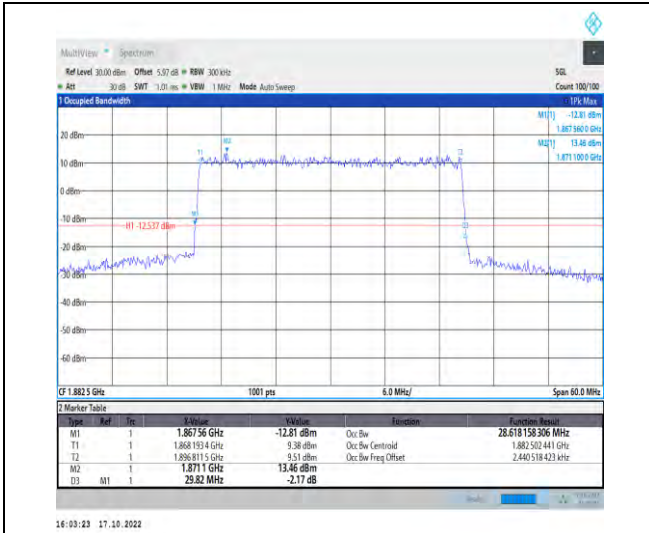 MultiView Spectrum
Ref Level 30.00 dBm Offset 5.97 dB RBW 300 kHz SGL
Att 30 dB SWT 1.01 ms VBW 1 MHz Mode Auto Sweep Count 100/100
1 Occupied Bandwidth 1Pk Max
M1[1] -12.81 dBm
1.867 560 0 GHz
M2[1] 13.46 dBm
1.871 100 0 GHz
20 dBm
M2
T1 T2
10 dBm
0 dBm
-10 dBm
M1
H1 -12.537 dBm
D3
-20 dBm
-30 dBm
-40 dBm
-50 dBm
-60 dBm
CF 1.882 5 GHz 1001 pts 6.0 MHz/ Span 60.0 MHz
2 Marker Table
Type Ref Trc X-Value Y-Value Function Function Result
M1 1 1.867 56 GHz -12.81 dBm Occ Bw 28.618 158 306 MHz
T1 1 1.868 193 4 GHz 9.38 dBm Occ Bw Centroid 1.882 502 441 GHz
T2 1 1.896 811 5 GHz 9.51 dBm Occ Bw Freq Offset 2.440 518 423 kHz
M2 1 1.871 1 GHz 13.46 dBm
D3 M1 1 29.82 MHz -2.17 dB
16:03:23 17.10.2022